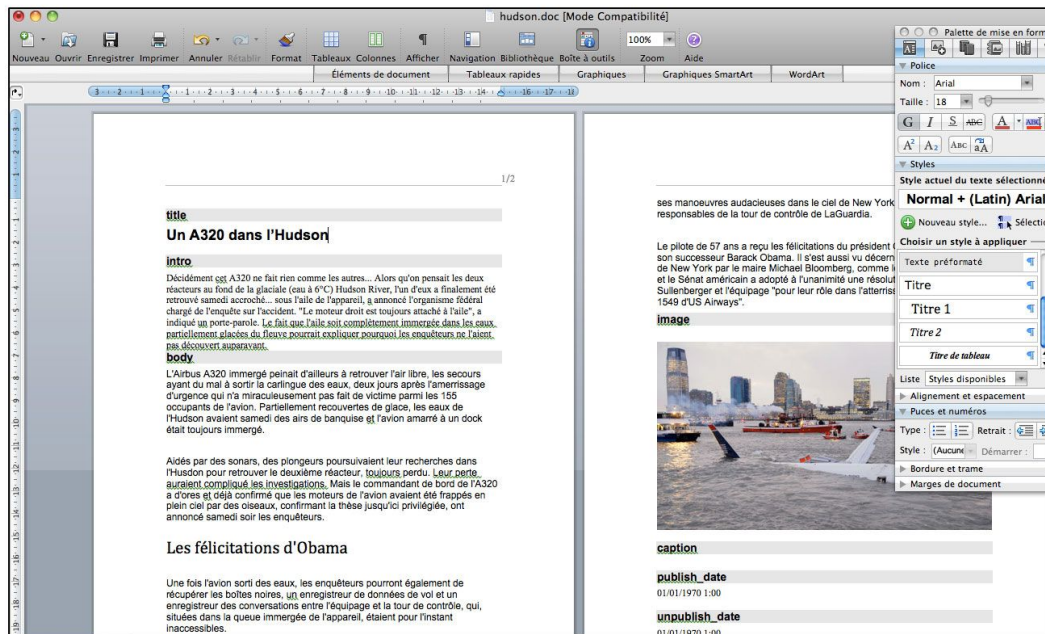 hudson.doc [Mode Compatibilité]
Nouveau Ouvrir Enregistrer Imprimer Annuler Rétablir Format Tableaux Colonnes Afficher Navigation Bibliothèque Boîte à outils Zoom Aide
100%
Éléments de document Tableaux rapides Graphiques Graphiques SmartArt WordArt
1/2
title
Un A320 dans l'Hudson
intro
Décidément cet A320 ne fait rien comme les autres... Alors qu'on pensait les deux
réacteurs au fond de la glaciale (eau à 6°C) Hudson River, l'un d'eux a finalement été
retrouvé samedi accroché... sous l'aile de l'appareil, a annoncé l'organisme fédéral
chargé de l'enquête sur l'accident. "Le moteur droit est toujours attaché à l'aile", a
indiqué un porte-parole. Le fait que l'aile soit complètement immergée dans les eaux
partiellement glacées du fleuve pourrait expliquer pourquoi les enquêteurs ne l'aient
pas découvert auparavant.
body
L'Airbus A320 immergé peinait d'ailleurs à retrouver l'air libre, les secours
ayant du mal à sortir la carlingue des eaux, deux jours après l'amerrissage
d'urgence qui n'a miraculeusement pas fait de victime parmi les 155
occupants de l'avion. Partiellement recouvertes de glace, les eaux de
l'Hudson avaient samedi des airs de banquise et l'avion amarré à un dock
était toujours immergé.
Aidés par des sonars, des plongeurs poursuivaient leur recherches dans
l'Husdon pour retrouver le deuxième réacteur, toujours perdu. Leur perte
auraient compliqué les investigations. Mais le commandant de bord de l'A320
a d'ores et déjà confirmé que les moteurs de l'avion avaient été frappés en
plein ciel par des oiseaux, confirmant la thèse jusqu'ici privilégiée, ont
annoncé samedi soir les enquêteurs.
Les félicitations d'Obama
Une fois l'avion sorti des eaux, les enquêteurs pourront également de
récupérer les boîtes noires, un enregistreur de données de vol et un
enregistreur des conversations entre l'équipage et la tour de contrôle, qui,
situées dans la queue immergée de l'appareil, étaient pour l'instant
inaccessibles.
ses manoeuvres audacieuses dans le ciel de New York
responsables de la tour de contrôle de LaGuardia.
Le pilote de 57 ans a reçu les félicitations du président
son successeur Barack Obama. Il s'est aussi vu décern
de New York par le maire Michael Bloomberg, comme
et le Sénat américain a adopté à l'unanimité une résolut
Sullenberger et l'équipage "pour leur rôle dans l'atterriss
1549 d'US Airways".
image
caption
publish_date
01/01/1970 1:00
unpublish_date
01/01/1970 1:00
Palette de mise en form
Police
Nom : Arial
Taille : 18
G I S ABC A ABC
A² A₂ ABC aA
Styles
Style actuel du texte sélectionné
Normal + (Latin) Arial
Nouveau style... Sélectio
Choisir un style à appliquer
Texte préformaté
Titre
Titre 1
Titre 2
Titre de tableau
Liste Styles disponibles
Alignement et espacement
Puces et numéros
Type : Retrait :
Style : (Aucune Démarrer :
Bordure et trame
Marges de document